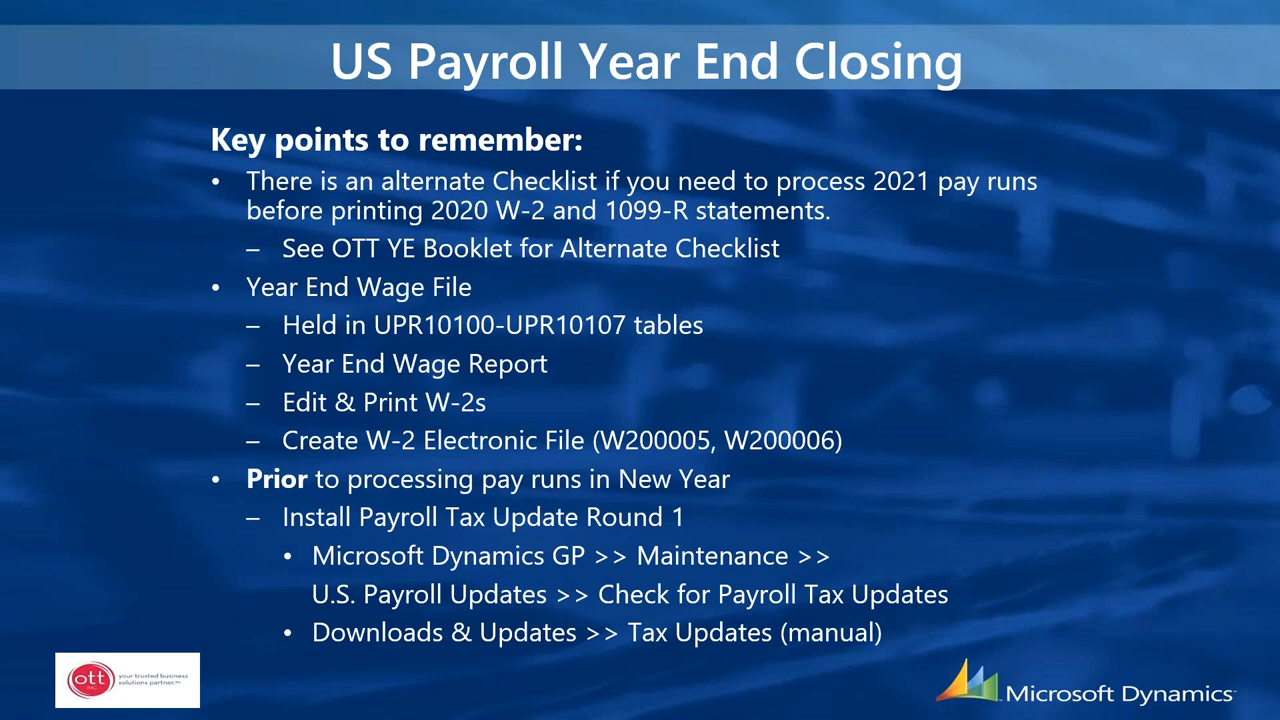 US Payroll Year End Closing
Key points to remember:
• There is an alternate Checklist if you need to process 2021 pay runs
before printing 2020 W-2 and 1099-R statements.
– See OTT YE Booklet for Alternate Checklist
• Year End Wage File
– Held in UPR10100-UPR10107 tables
– Year End Wage Report
– Edit & Print W-2s
– Create W-2 Electronic File (W200005, W200006)
• Prior to processing pay runs in New Year
– Install Payroll Tax Update Round 1
• Microsoft Dynamics GP >> Maintenance >>
U.S. Payroll Updates >> Check for Payroll Tax Updates
• Downloads & Updates >> Tax Updates (manual)
ott
INC.
your trusted business
solutions partner.™
Microsoft Dynamics™